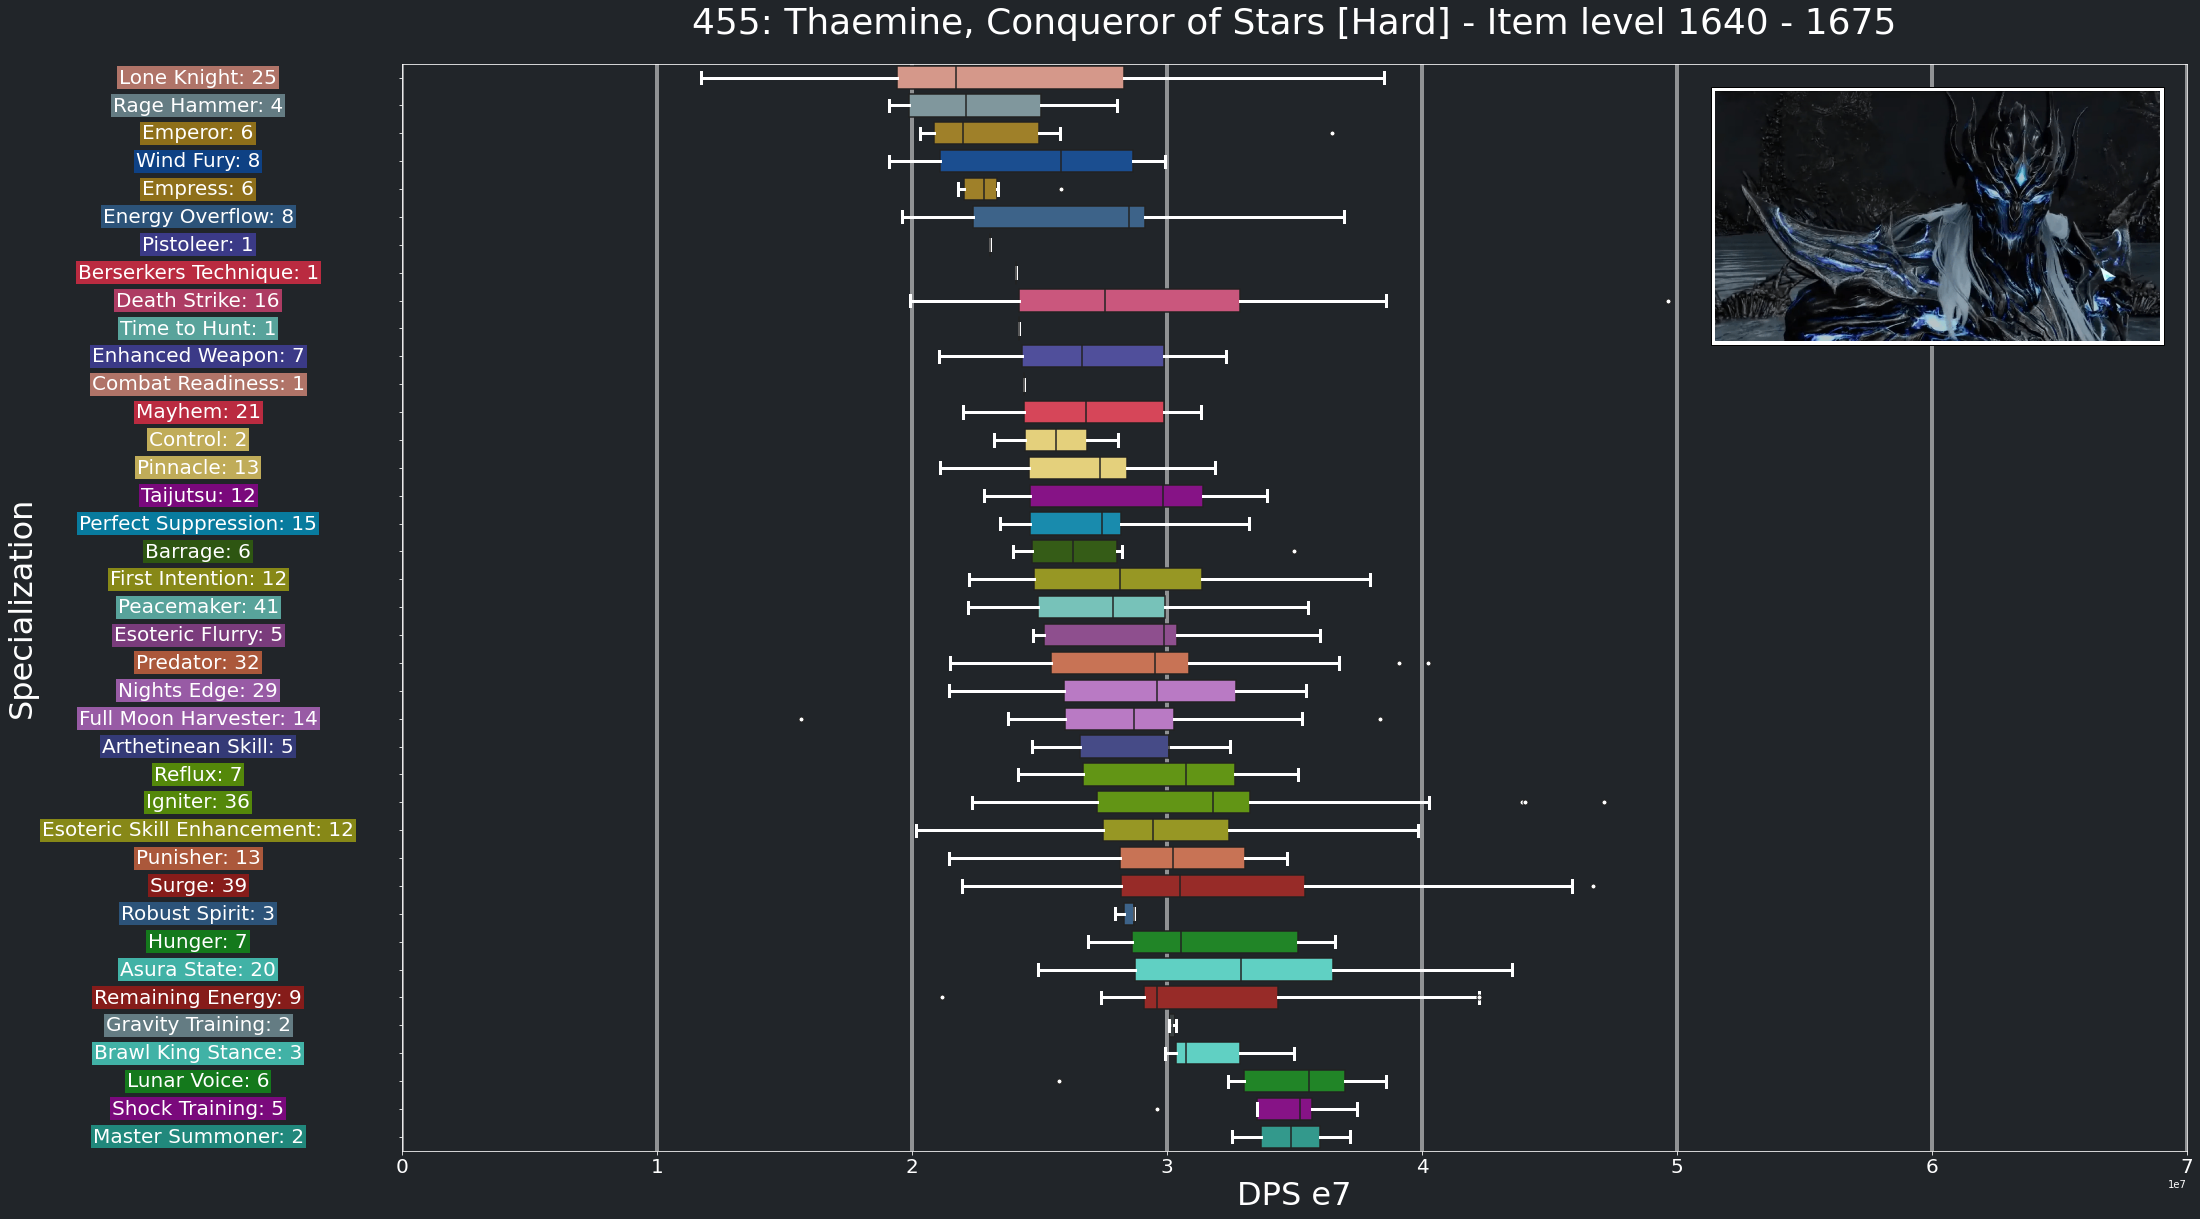 455: Thaemine, Conqueror of Stars [Hard] - Item level 1640 - 1675
Specialization
Lone Knight: 25
Rage Hammer: 4
Emperor: 6
Wind Fury: 8
Empress: 6
Energy Overflow: 8
Pistoleer: 1
Berserkers Technique: 1
Death Strike: 16
Time to Hunt: 1
Enhanced Weapon: 7
Combat Readiness: 1
Mayhem: 21
Control: 2
Pinnacle: 13
Taijutsu: 12
Perfect Suppression: 15
Barrage: 6
First Intention: 12
Peacemaker: 41
Esoteric Flurry: 5
Predator: 32
Nights Edge: 29
Full Moon Harvester: 14
Arthetinean Skill: 5
Reflux: 7
Igniter: 36
Esoteric Skill Enhancement: 12
Punisher: 13
Surge: 39
Robust Spirit: 3
Hunger: 7
Asura State: 20
Remaining Energy: 9
Gravity Training: 2
Brawl King Stance: 3
Lunar Voice: 6
Shock Training: 5
Master Summoner: 2
0 1 2 3 4 5 6 7
1e7
DPS e7